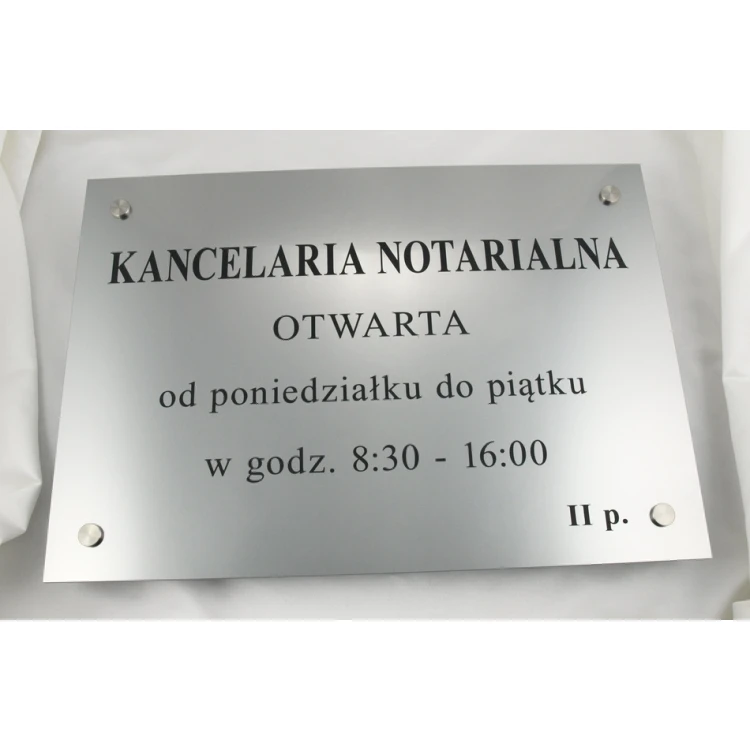 KANCELARIA NOTARIALNA
OTWARTA
od poniedziałku do piątku
w godz. 8:30 - 16:00
II p.